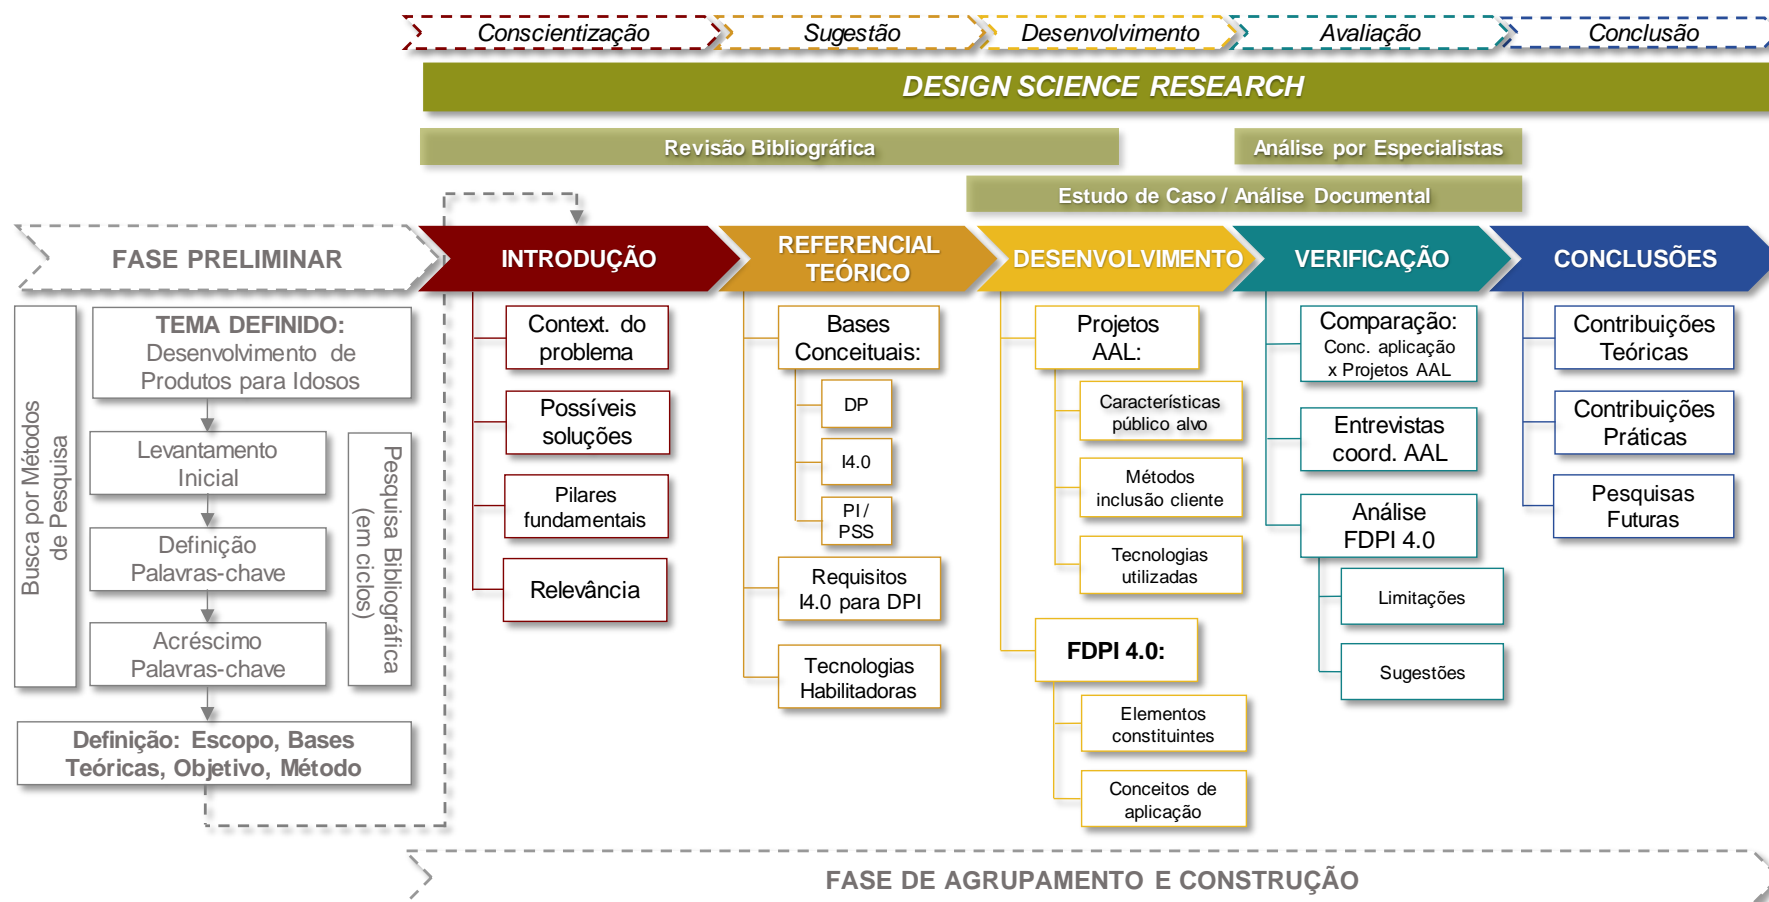 Conscientização
Sugestão
Desenvolvimento
Avaliação
Conclusão
DESIGN SCIENCE RESEARCH
Revisão Bibliográfica
Análise por Especialistas
Estudo de Caso / Análise Documental
FASE PRELIMINAR
INTRODUÇÃO
REFERENCIAL
TEÓRICO
DESENVOLVIMENTO
VERIFICAÇÃO
CONCLUSÕES
Busca por Métodos
de Pesquisa
TEMA DEFINIDO:
Desenvolvimento de
Produtos para Idosos
Levantamento
Inicial
Definição
Palavras-chave
Acréscimo
Palavras-chave
Pesquisa Bibliográfica
(em ciclos)
Definição: Escopo, Bases
Teóricas, Objetivo, Método
Context. do
problema
Possíveis
soluções
Pilares
fundamentais
Relevância
Bases
Conceituais:
DP
I4.0
PI /
PSS
Requisitos
I4.0 para DPI
Tecnologias
Habilitadoras
Projetos
AAL:
Características
público alvo
Métodos
inclusão cliente
Tecnologias
utilizadas
FDPI 4.0:
Elementos
constituintes
Conceitos de
aplicação
Comparação:
Conc. aplicação
x Projetos AAL
Entrevistas
coord. AAL
Análise
FDPI 4.0
Limitações
Sugestões
Contribuições
Teóricas
Contribuições
Práticas
Pesquisas
Futuras
FASE DE AGRUPAMENTO E CONSTRUÇÃO